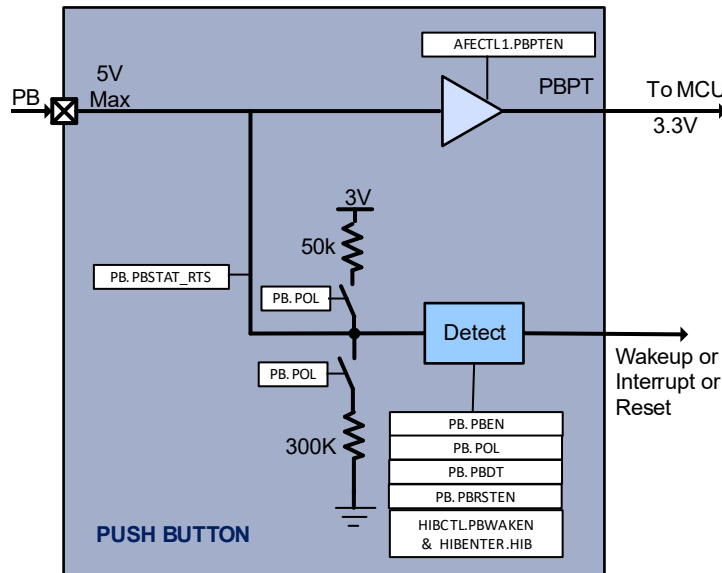 AFECTL1.PBPTEN
5V
Max
PB
PBPT
To MCU
3.3V
3V
50k
PB.PBSTAT_RTS
PB.POL
Detect
PB.POL
Wakeup or
Interrupt or
Reset
300K
PB.PBEN
PB.POL
PB.PBDT
PB.PBRSTEN
HIBCTL.PBWAKEN
& HIBENTER.HIB
PUSH BUTTON